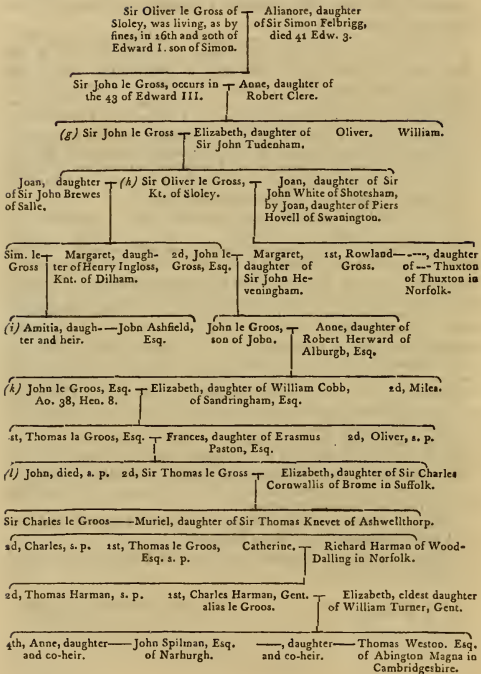 Sir Oliver le Gross of
Sloley, was living, as by
fines, in 16th and 20th of
Edward I. son of Simon.
Alianore, daughter
of Sir Simon Felbrigg,
died 41 Edw. 3.
Sir John le Gross, occurs in
the 43 of Edward III.
Anne, daughter of
Robert Clere.
(g) Sir John le Gross
Elizabeth, daughter of
Sir John Tudenham.
Oliver.
William.
Joan, daughter
of Sir John Brewes
of Salle.
(h) Sir Oliver le Gross,
Kt. of Sloley.
Joan, daughter of Sir
John White of Shotesham,
by Joan, daughter of Piers
Hovell of Swanington.
Sim. le
Gross
Margaret, daugh-
ter of Henry Ingloss,
Knt. of Dilham.
2d, John le
Gross, Esq.
Margaret,
daughter of
Sir John He-
veningham.
1st, Rowland
Gross.
----, daughter
of -- Thuxton
of Thuxton in
Norfolk.
(i) Amitia, daugh-
ter and heir.
John Ashfield,
Esq.
John le Groos,
son of John.
Anne, daughter of
Robert Herward of
Alburgh, Esq.
(k) John le Groos, Esq.
Ao. 38, Hen. 8.
Elizabeth, daughter of William Cobb,
of Sandringham, Esq.
2d, Miles.
st, Thomas la Groos, Esq.
Frances, daughter of Erasmus
Paston, Esq.
2d, Oliver, s. p.
(l) John, died, s. p.
2d, Sir Thomas le Gross
Elizabeth, daughter of Sir Charles
Cornwallis of Brome in Suffolk.
Sir Charles le Groos
Muriel, daughter of Sir Thomas Knevet of Ashwellthorp.
2d, Charles, s. p.
1st, Thomas le Groos,
Esq. s. p.
Catherine.
Richard Harman of Wood-
Dalling in Norfolk.
2d, Thomas Harman, s. p.
1st, Charles Harman, Gent.
alias le Groos.
Elizabeth, eldest daughter
of William Turner, Gent.
4th, Anne, daughter
and co-heir.
John Spilman, Esq.
of Narburgh.
—, daughter
and co-heir.
Thomas Weston. Esq.
of Abington Magna in
Cambridgeshire.